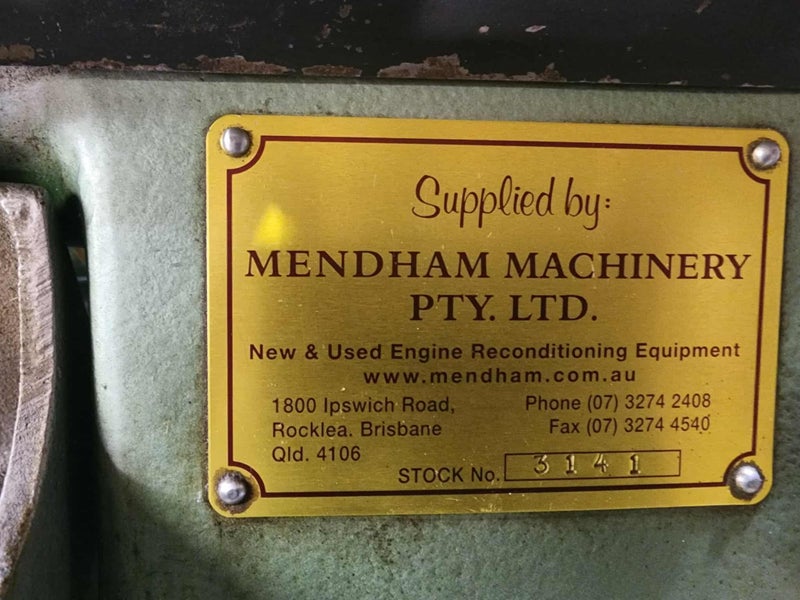 Supplied by:
MENDHAM MACHINERY
PTY. LTD.
New & Used Engine Reconditioning Equipment
www.mendham.com.au
1800 Ipswich Road, Phone (07) 3274 2408
Rocklea. Brisbane Fax (07) 3274 4540
Qld. 4106
STOCK No. 3141